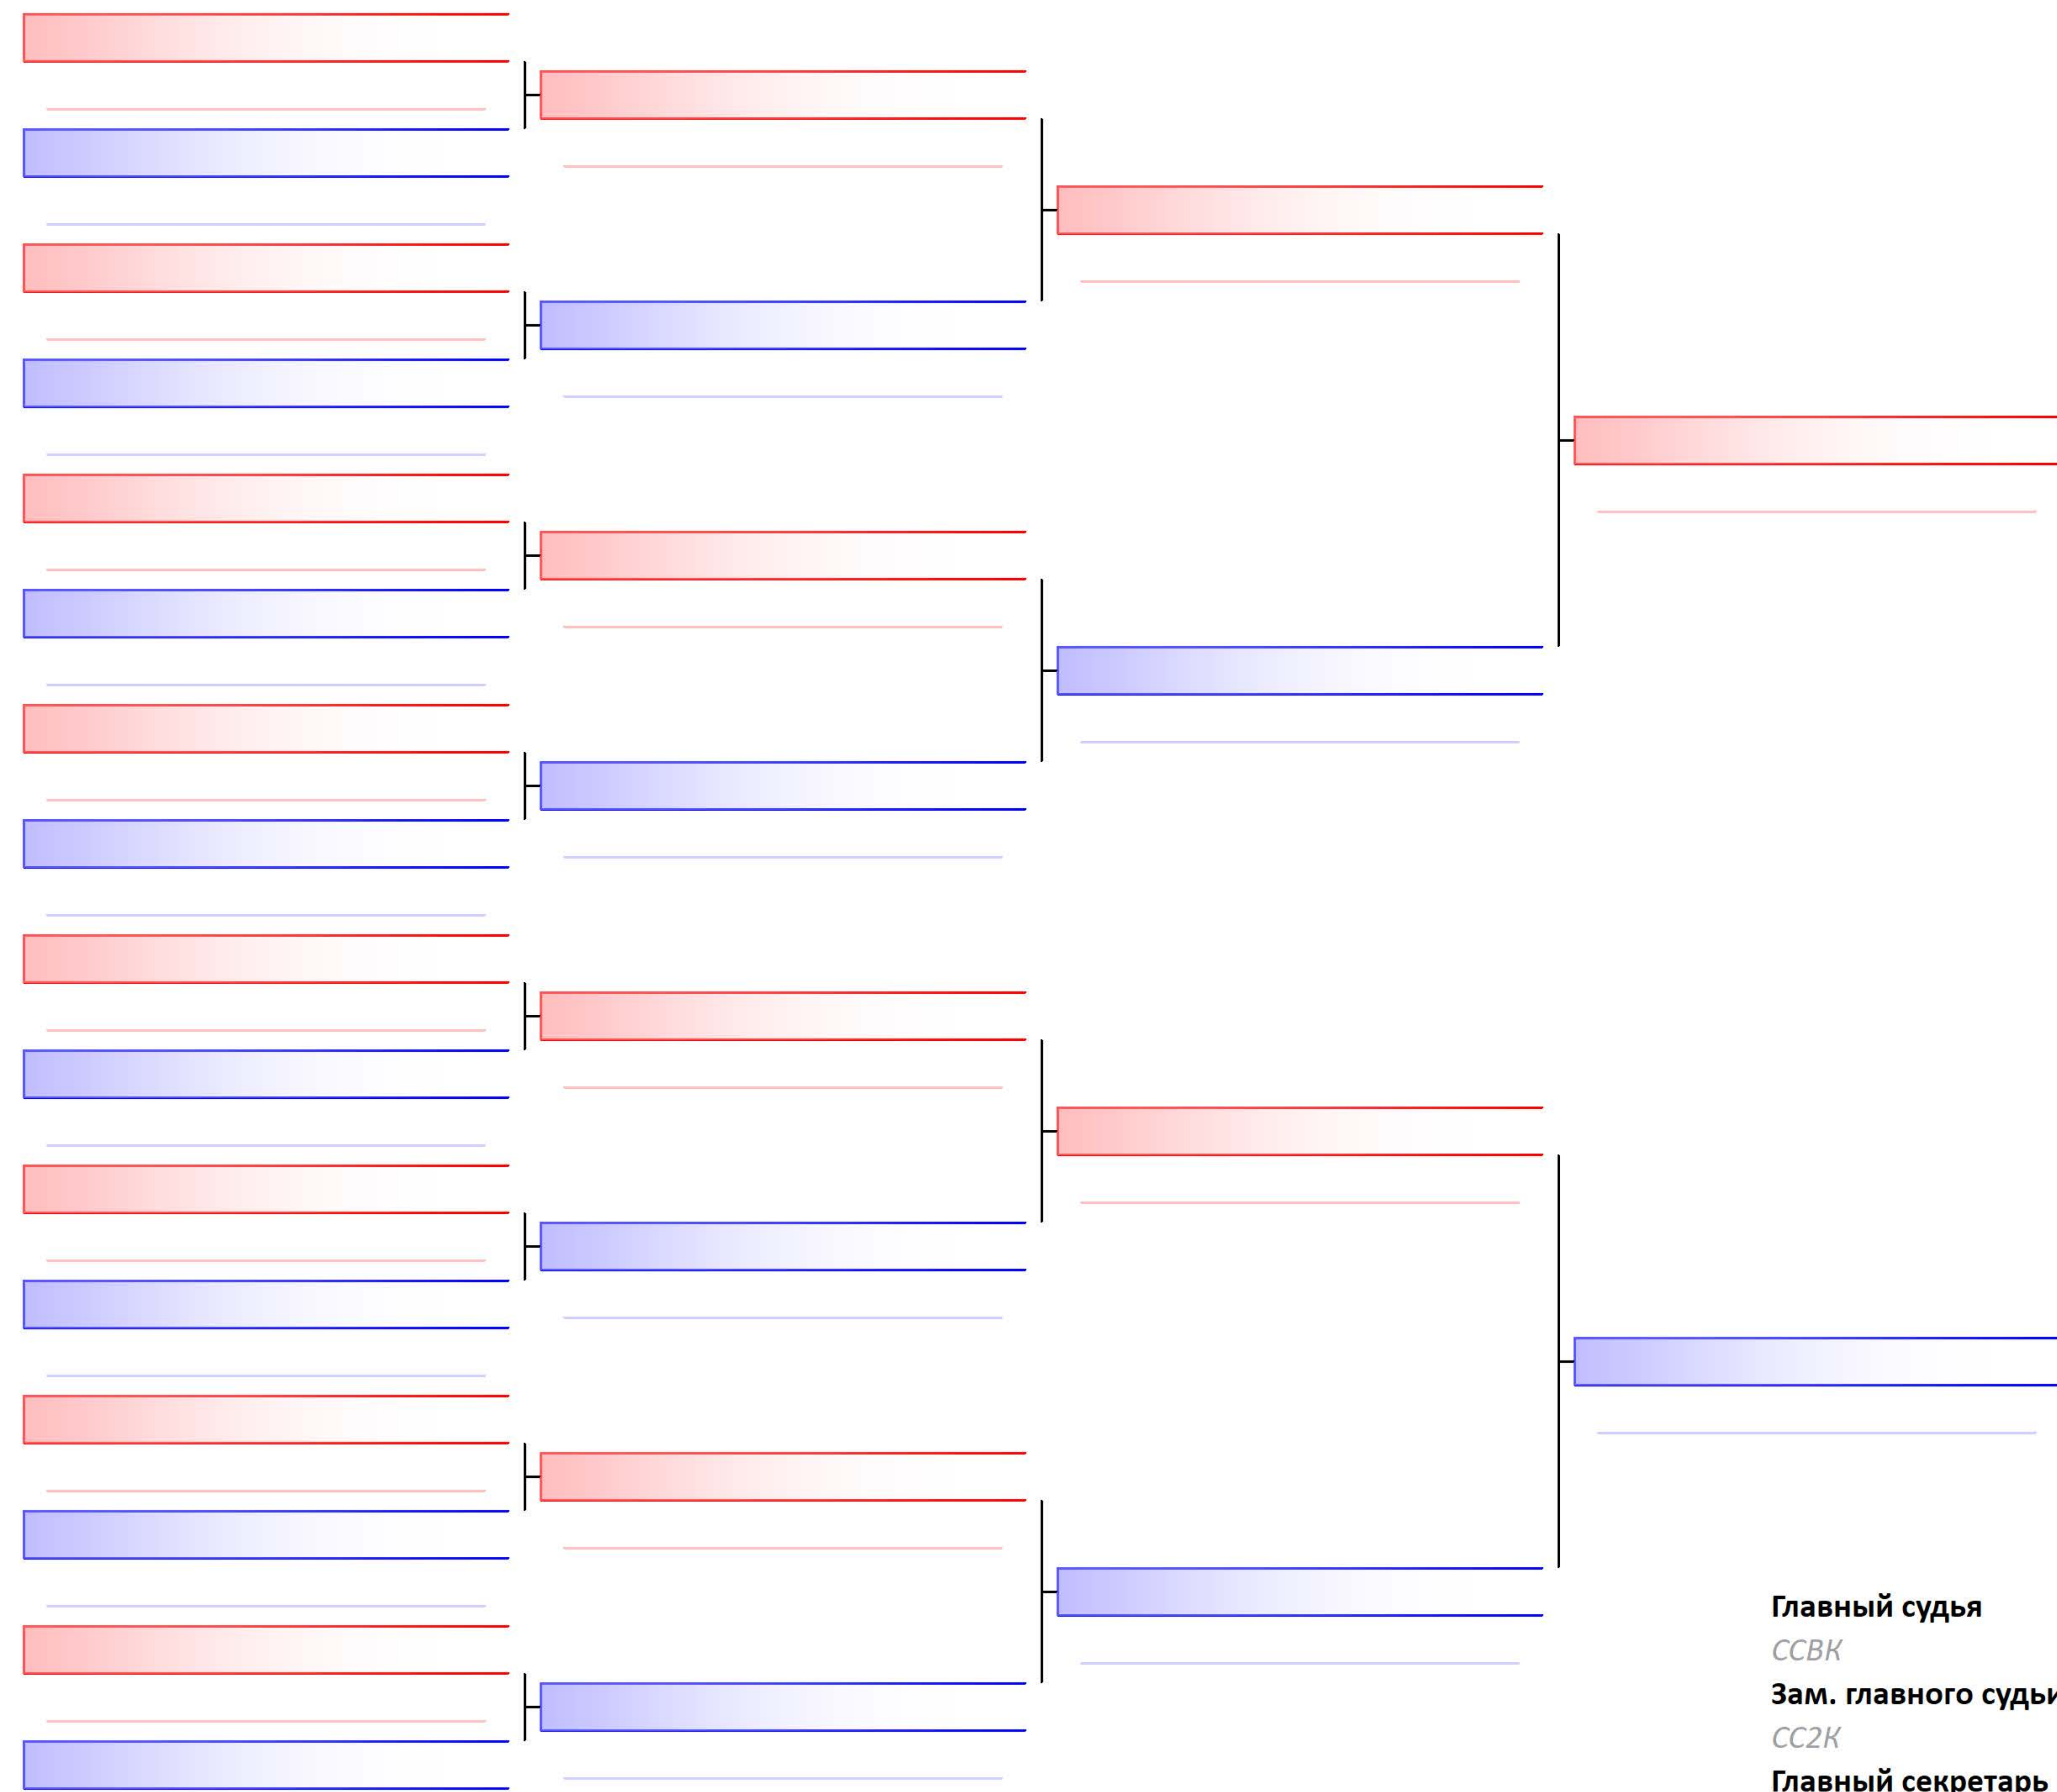 Главный судья
ССВК
Зам. главного судьи
СС2К
Главный секретарь